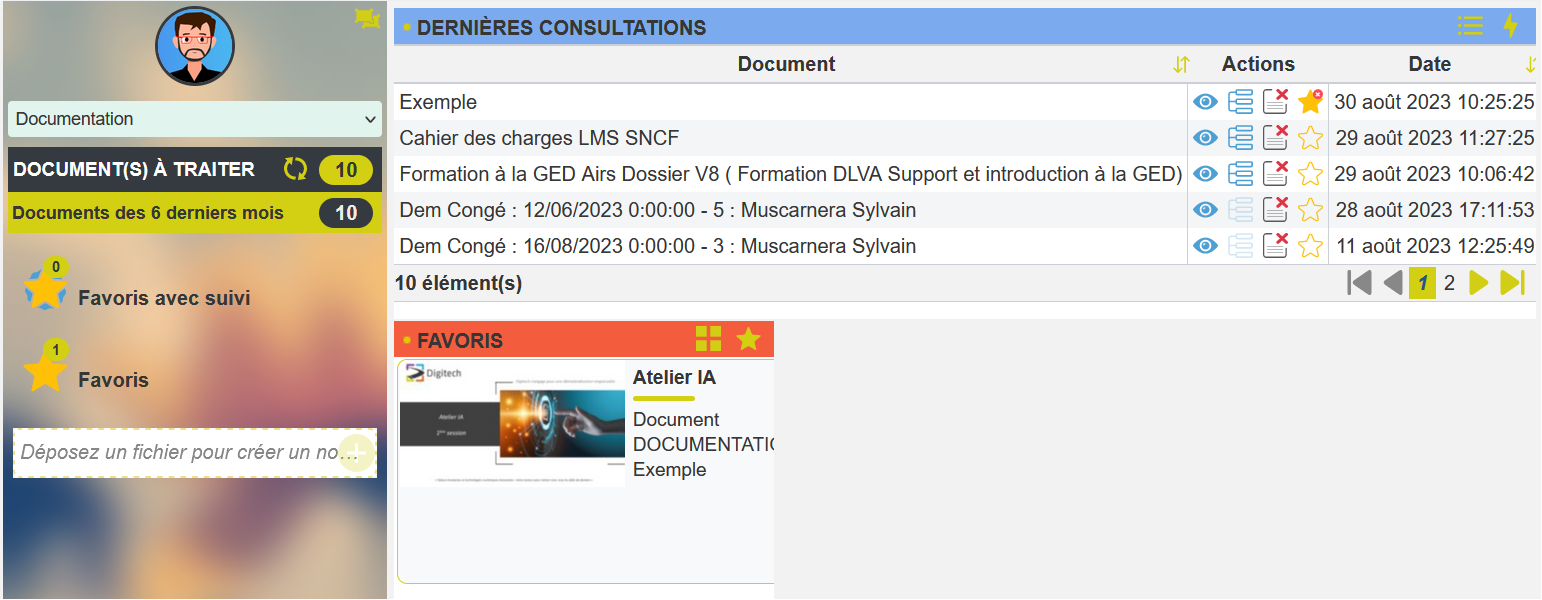 Documentation
DOCUMENT(S) À TRAITER 10
Documents des 6 derniers mois 10
0
Favoris avec suivi
1
Favoris
Déposez un fichier pour créer un no...
DERNIÈRES CONSULTATIONS
Document Actions Date
Exemple 30 août 2023 10:25:25
Cahier des charges LMS SNCF 29 août 2023 11:27:25
Formation à la GED Airs Dossier V8 ( Formation DLVA Support et introduction à la GED) 29 août 2023 10:06:42
Dem Congé : 12/06/2023 0:00:00 - 5 : Muscarnera Sylvain 28 août 2023 17:11:53
Dem Congé : 16/08/2023 0:00:00 - 3 : Muscarnera Sylvain 11 août 2023 12:25:49
10 élément(s) 1 2
FAVORIS
Digitech
Atelier IA
1ère session
Atelier IA
Document
DOCUMENTATIO
Exemple